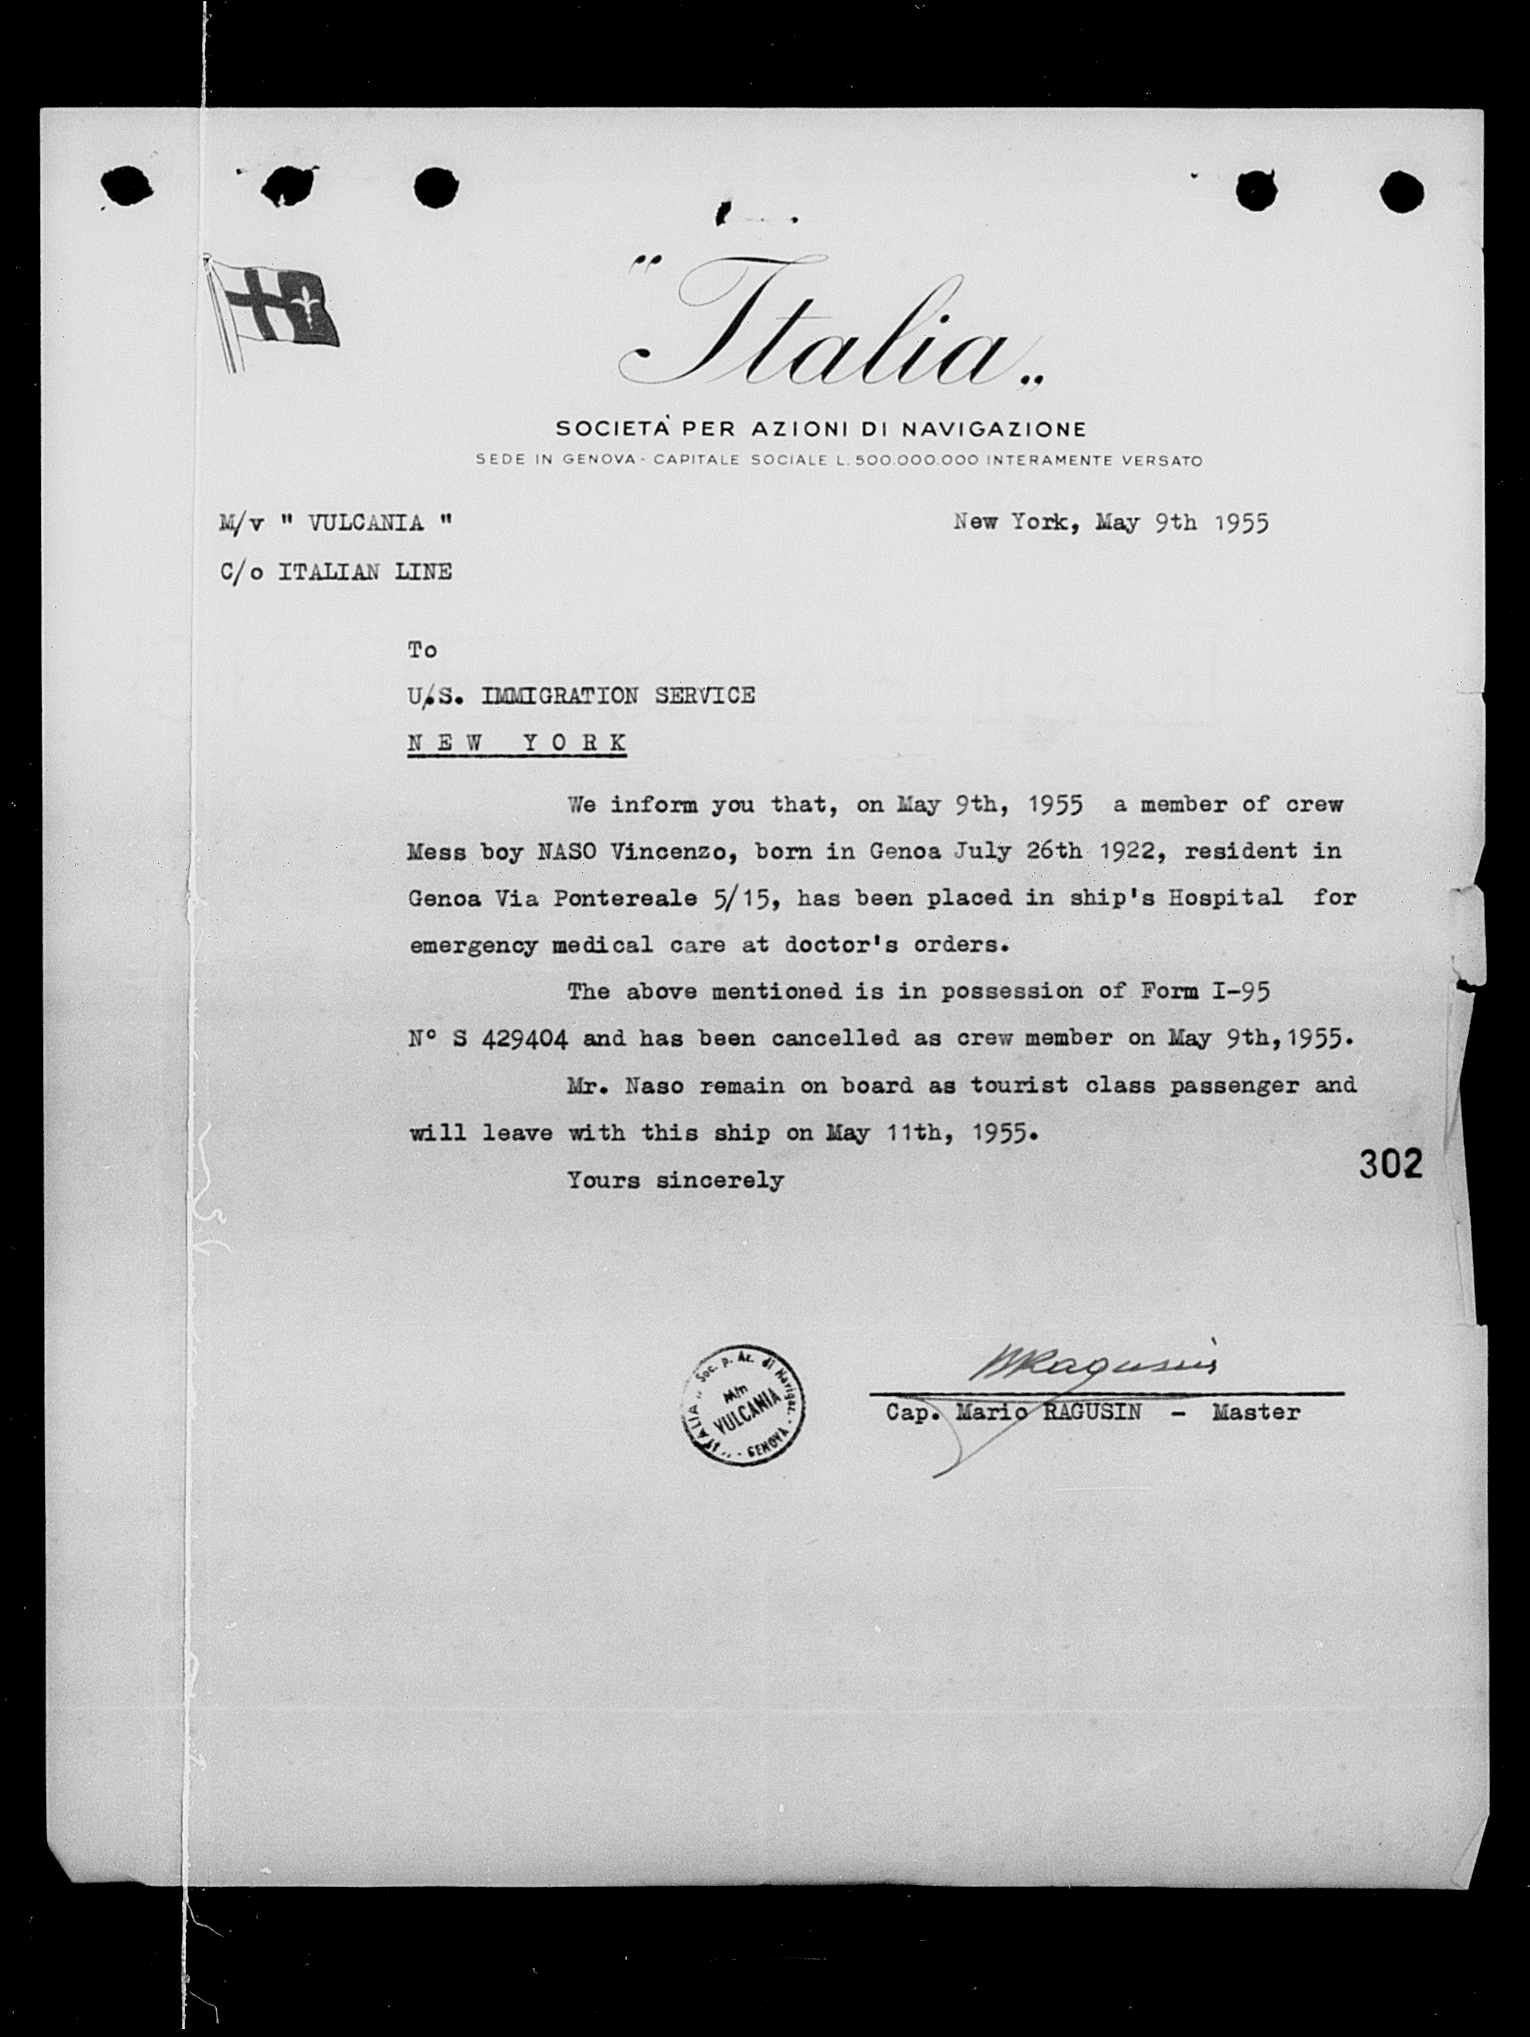 "Italia„
SOCIETÀ PER AZIONI DI NAVIGAZIONE
SEDE IN GENOVA - CAPITALE SOCIALE L. 500.000.000 INTERAMENTE VERSATO
M/v " VULCANIA "
New York, May 9th 1955
C/o ITALIAN LINE
To
U.S. IMMIGRATION SERVICE
N E W Y O R K
We inform you that, on May 9th, 1955 a member of crew
Mess boy NASO Vincenzo, born in Genoa July 26th 1922, resident in
Genoa Via Pontereale 5/15, has been placed in ship's Hospital for
emergency medical care at doctor's orders.
The above mentioned is in possession of Form I-95
N° S 429404 and has been cancelled as crew member on May 9th,1955.
Mr. Naso remain on board as tourist class passenger and
will leave with this ship on May 11th, 1955.
302
Yours sincerely
MRagusin
Cap. Mario RAGUSIN - Master
"ITALIA„ Soc. p. Az. di Navigaz. - GENOVA -
M/n
VULCANIA